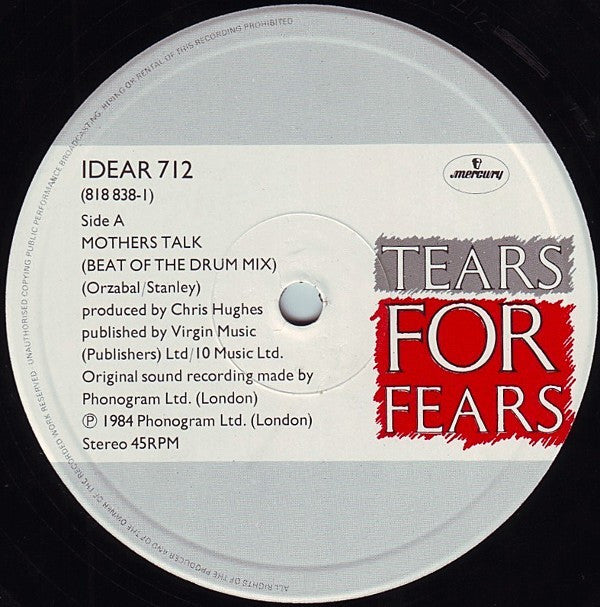 IDEAR 712
(818 838-1)
Side A
MOTHERS TALK
(BEAT OF THE DRUM MIX)
(Orzabal/Stanley)
produced by Chris Hughes
published by Virgin Music
(Publishers) Ltd/10 Music Ltd.
Original sound recording made by
Phonogram Ltd. (London)
℗ 1984 Phonogram Ltd. (London)
Stereo 45RPM
mercury
TEARS
FOR
FEARS
ALL RIGHTS OF THE PRODUCER AND OF THE OWNER OF THE RECORDED WORK RESERVED · UNAUTHORISED COPYING PUBLIC PERFORMANCE BROADCASTING, HIRING OR RENTAL OF THIS RECORDING PROHIBITED